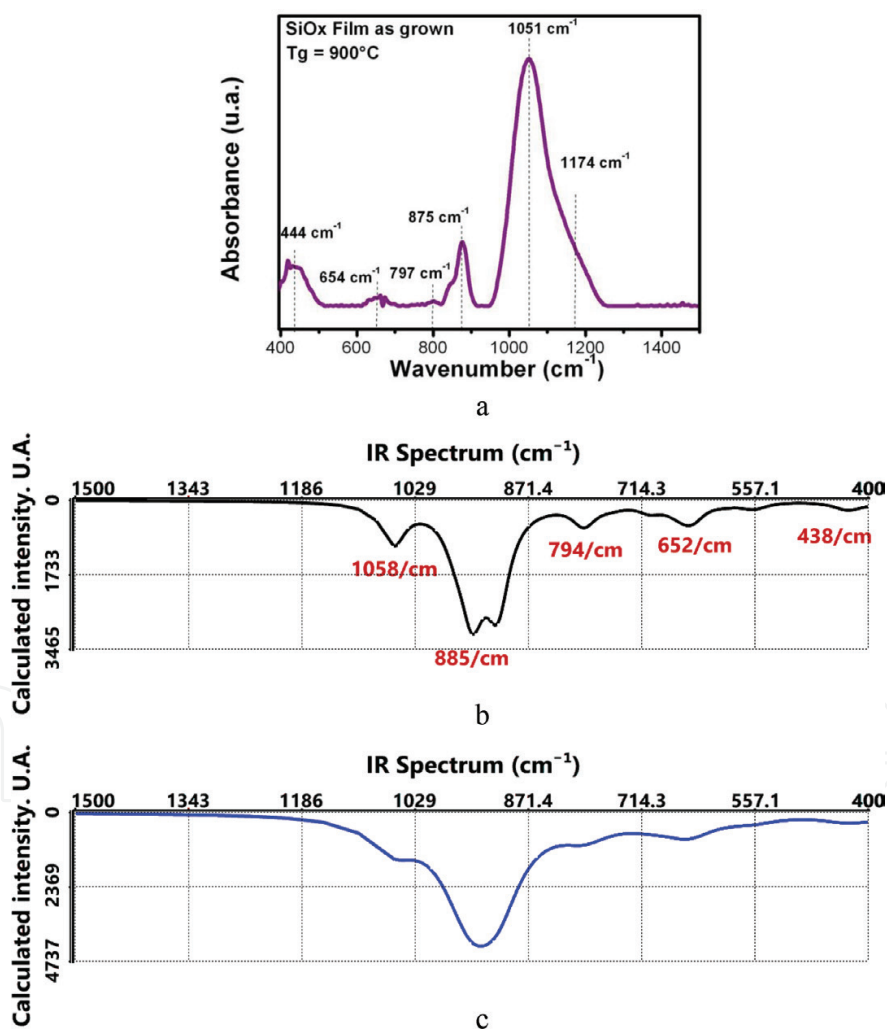 SiOx Film as grown
Tg = 900°C
1051 cm⁻¹
1174 cm⁻¹
875 cm⁻¹
444 cm⁻¹
654 cm⁻¹
797 cm⁻¹
Absorbance (u.a.)
400 600 800 1000 1200 1400
Wavenumber (cm⁻¹)
a
IR Spectrum (cm⁻¹)
1500 1343 1186 1029 871.4 714.3 557.1 400
Calculated intensity. U.A.
0
1733
3465
1058/cm
885/cm
794/cm
652/cm
438/cm
b
IR Spectrum (cm⁻¹)
1500 1343 1186 1029 871.4 714.3 557.1 400
Calculated intensity. U.A.
0
2369
4737
c